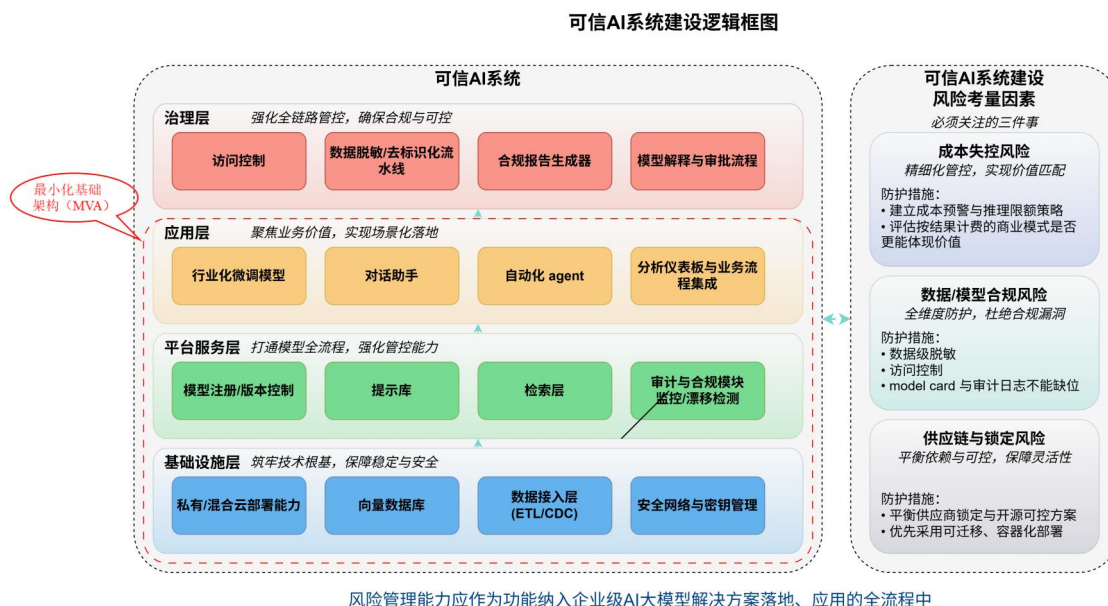 可信AI系统建设逻辑框图
可信AI系统
治理层
强化全链路管控，确保合规与可控
访问控制
数据脱敏/去标识化流
水线
合规报告生成器
模型解释与审批流程
最小化基础
架构（MVA）
应用层
聚焦业务价值，实现场景化落地
行业化微调模型
对话助手
自动化 agent
分析仪表板与业务流
程集成
平台服务层
打通模型全流程，强化管控能力
模型注册/版本控制
提示库
检索层
审计与合规模块
监控/漂移检测
基础设施层
筑牢技术根基，保障稳定与安全
私有/混合云部署能力
向量数据库
数据接入层
(ETL/CDC)
安全网络与密钥管理
可信AI系统建设
风险考量因素
必须关注的三件事
成本失控风险
精细化管控，实现价值匹配
防护措施：
• 建立成本预警与推理限额策略
• 评估按结果计费的商业模式是否
更能体现价值
数据/模型合规风险
全维度防护，杜绝合规漏洞
防护措施：
• 数据级脱敏
• 访问控制
• model card 与审计日志不能缺位
供应链与锁定风险
平衡依赖与可控，保障灵活性
防护措施：
• 平衡供应商锁定与开源可控方案
• 优先采用可迁移、容器化部署
风险管理能力应作为功能纳入企业级AI大模型解决方案落地、应用的全流程中